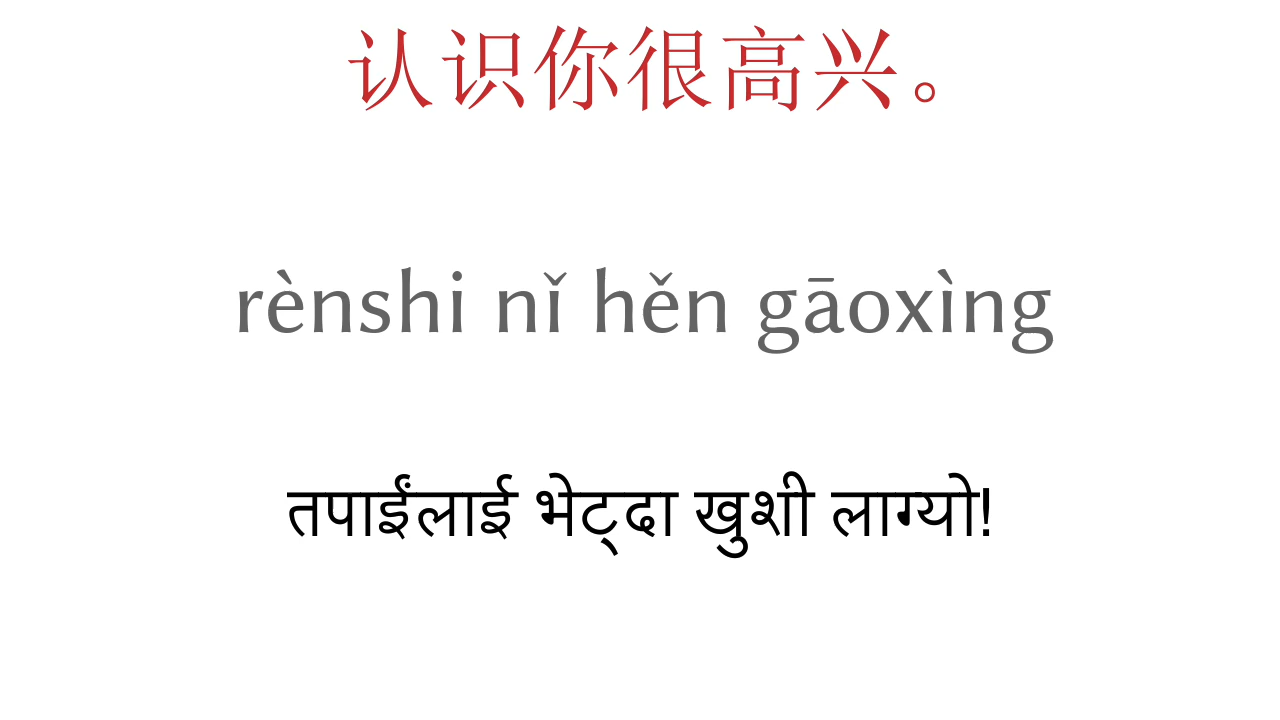 认识你很高兴。
rènshi nǐ hěn gāoxìng
तपाईंलाई भेट्दा खुशी लाग्यो!